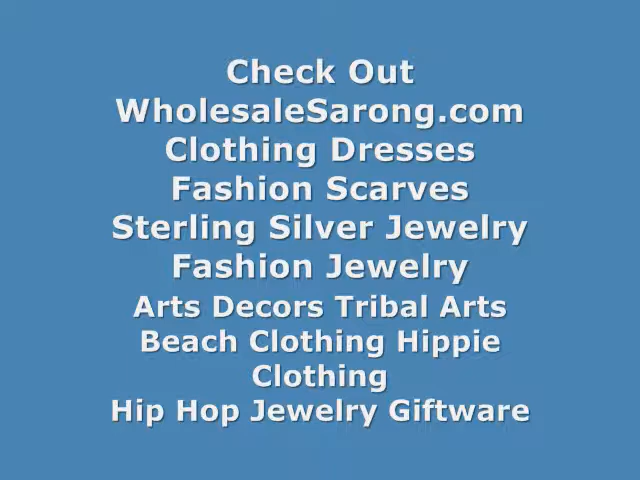 Check Out
WholesaleSarong.com
Clothing Dresses
Fashion Scarves
Sterling Silver Jewelry
Fashion Jewelry
Arts Decors Tribal Arts
Beach Clothing Hippie
Clothing
Hip Hop Jewelry Giftware